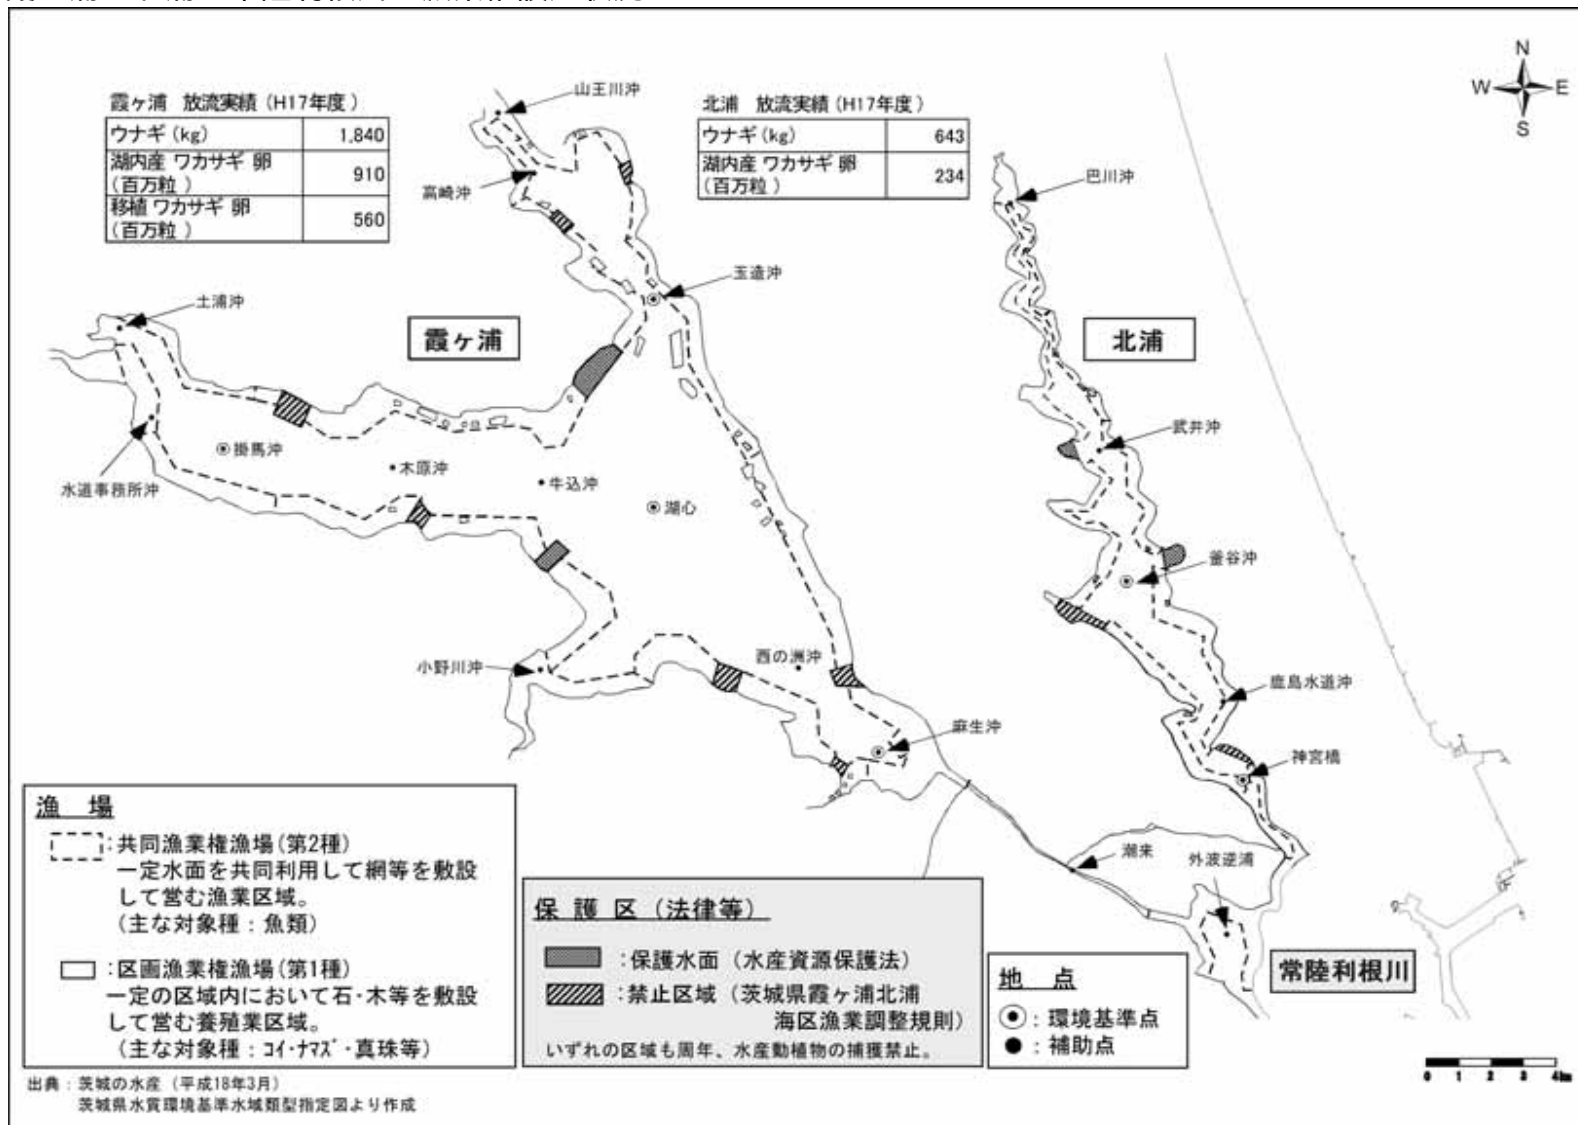 N
W E
S
霞ヶ浦 放流実績(H17年度)
ウナギ(kg) 1,840
湖内産 ワカサギ 卵
(百万粒) 910
移植 ワカサギ 卵
(百万粒) 560
北浦 放流実績(H17年度)
ウナギ(kg) 643
湖内産 ワカサギ 卵
(百万粒) 234
山王川沖
高崎沖
巴川沖
玉造沖
土浦沖
霞ヶ浦
北浦
武井沖
掛馬沖
木原沖
牛込沖
水道事務所沖
湖心
釜谷沖
小野川沖
西の洲沖
鹿島水道沖
麻生沖
神宮橋
潮来
外浪逆浦
常陸利根川
漁 場
:共同漁業権漁場(第2種)
一定水面を共同利用して網等を敷設
して営む漁業区域。
(主な対象種:魚類)
:区画漁業権漁場(第1種)
一定の区域内において石・木等を敷設
して営む養殖業区域。
(主な対象種:コイ・ナマズ・真珠等)
保 護 区(法律等)
:保護水面(水産資源保護法)
:禁止区域(茨城県霞ヶ浦北浦
海区漁業調整規則)
いずれの区域も周年、水産動植物の捕獲禁止。
地 点
:環境基準点
:補助点
0 1 2 3 4km
出典:茨城の水産(平成18年3月)
茨城県水質環境基準水域類型指定図より作成